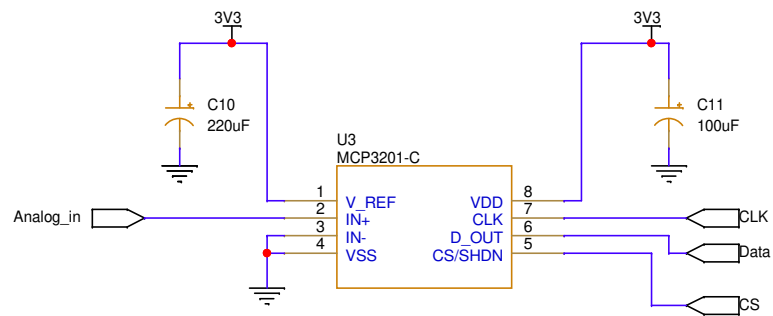 3V3
3V3
C10
220uF
C11
100uF
U3
MCP3201-C
1 V_REF VDD 8
Analog_in 2 IN+ CLK 7 CLK
3 IN- D_OUT 6
4 VSS CS/SHDN 5 Data
CS